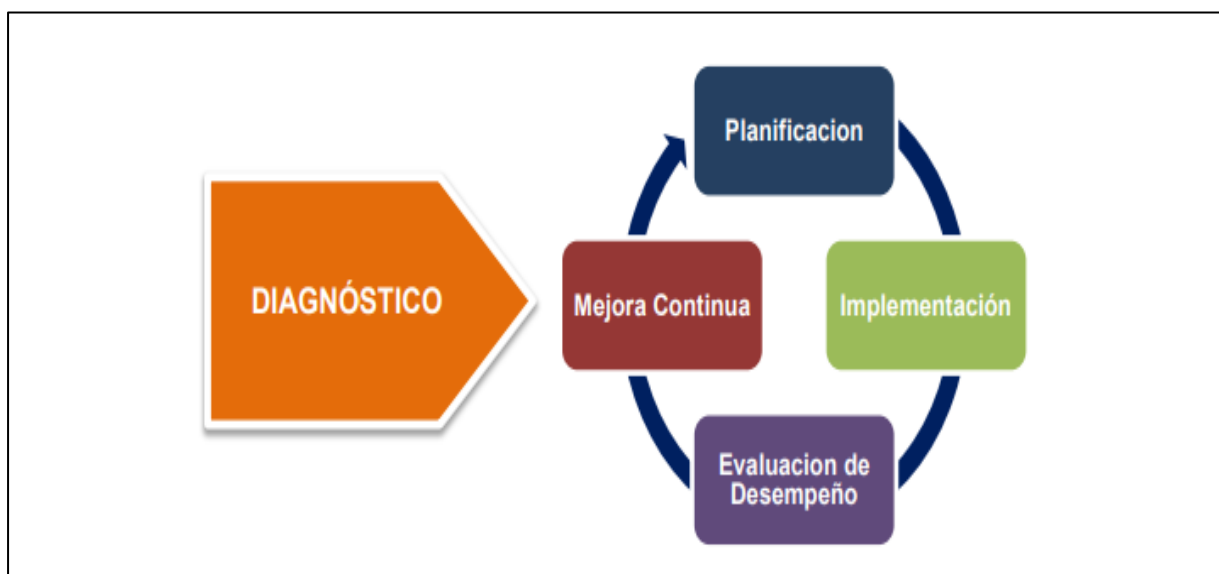 DIAGNÓSTICO
Planificacion
Implementación
Evaluacion de
Desempeño
Mejora Continua